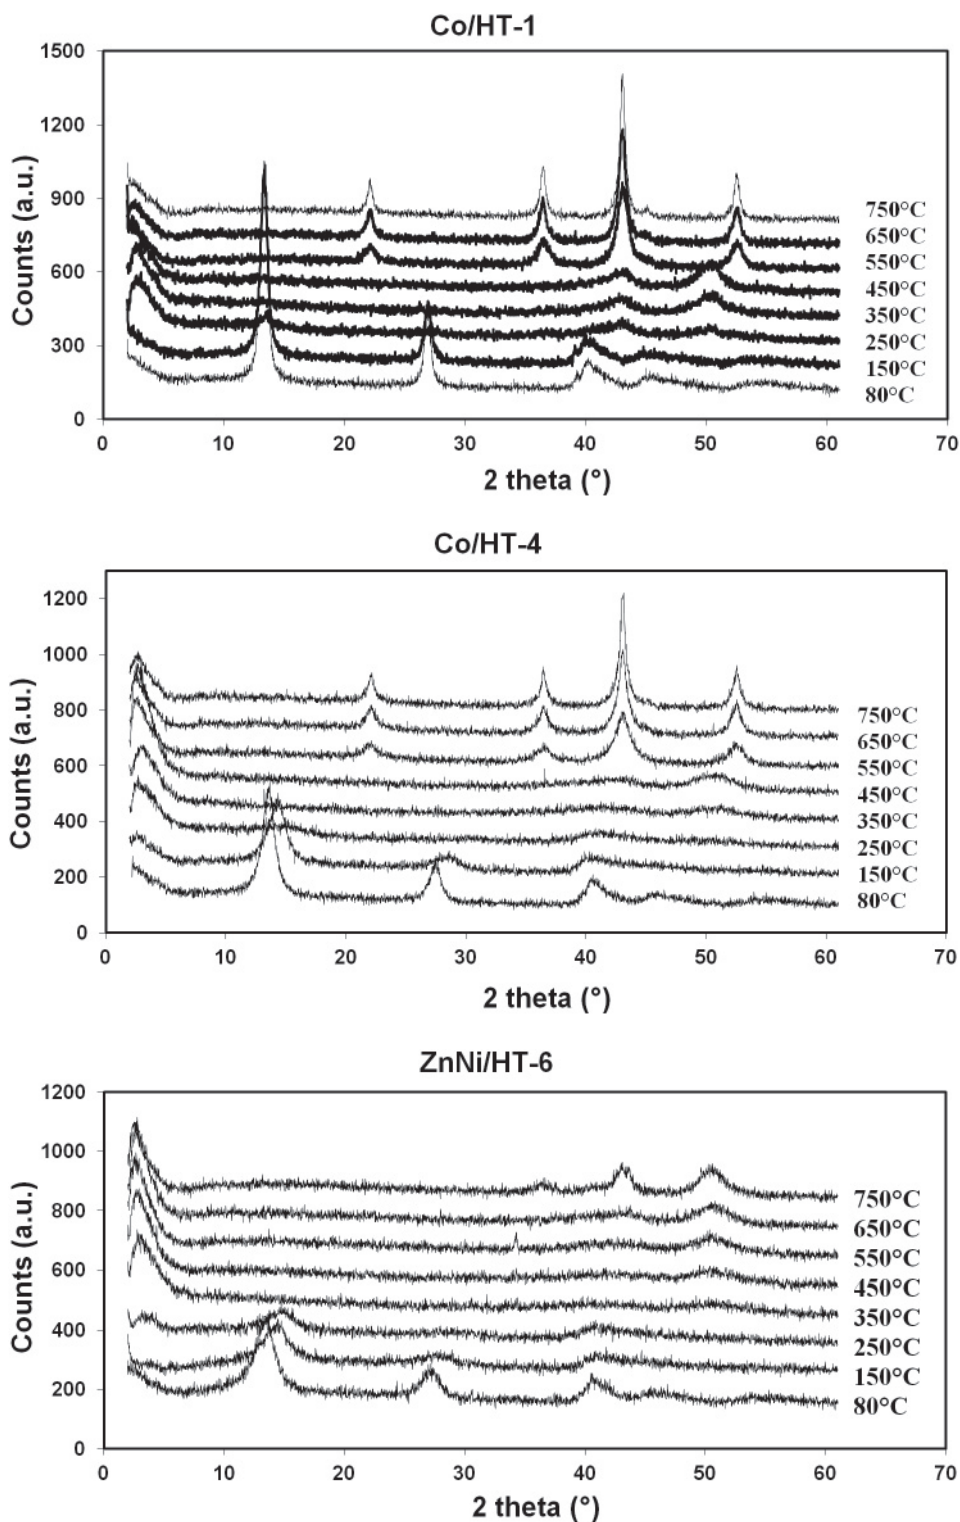 Co/HT-1
1500
1200
900
600
300
0
Counts (a.u.)
750°C
650°C
550°C
450°C
350°C
250°C
150°C
80°C
0 10 20 30 40 50 60 70
2 theta (°)
Co/HT-4
1200
1000
800
600
400
200
0
Counts (a.u.)
750°C
650°C
550°C
450°C
350°C
250°C
150°C
80°C
0 10 20 30 40 50 60 70
2 theta (°)
ZnNi/HT-6
1200
1000
800
600
400
200
0
Counts (a.u.)
750°C
650°C
550°C
450°C
350°C
250°C
150°C
80°C
0 10 20 30 40 50 60 70
2 theta (°)